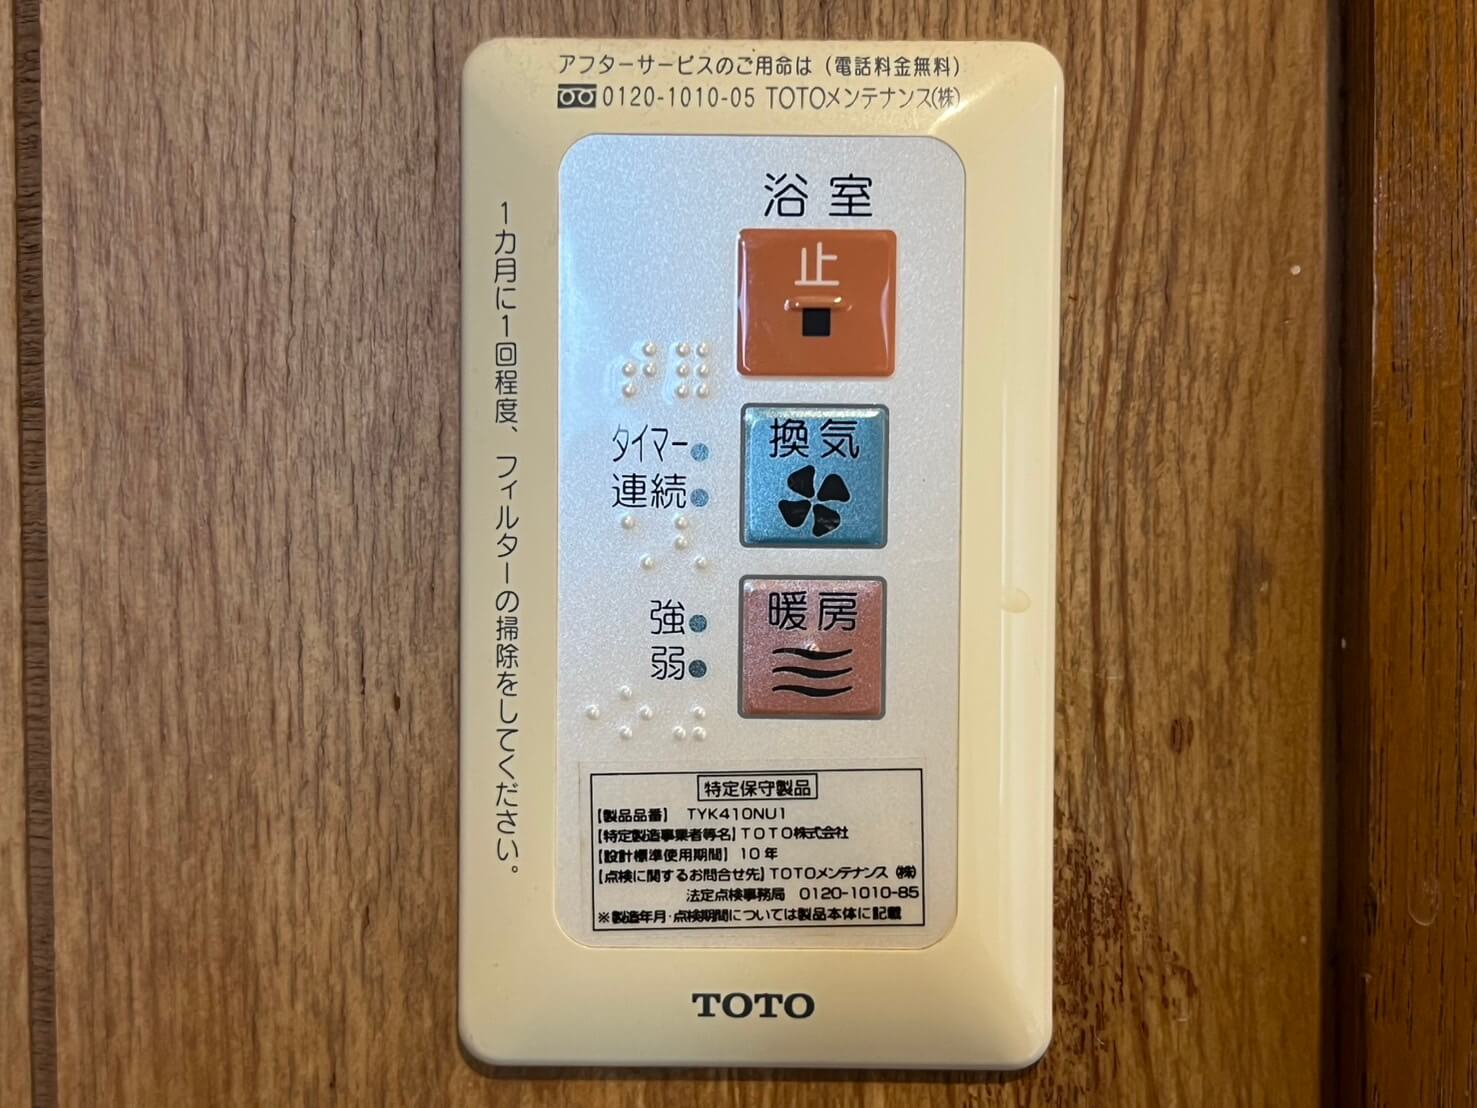 アフターサービスのご用命は（電話料金無料）
0120-1010-05 TOTOメンテナンス(株)
1カ月に1回程度、フィルターの掃除をしてください。
浴室
止
換気
タイマー
連続
暖房
強
弱
特定保守製品
【製品品番】 TYK410NU1
【特定製造事業者等名】TOTO株式会社
【設計標準使用期間】 10年
【点検に関するお問合せ先】TOTOメンテナンス（株）
法定点検事務局 0120-1010-85
※製造年月・点検期間については製品本体に記載
TOTO